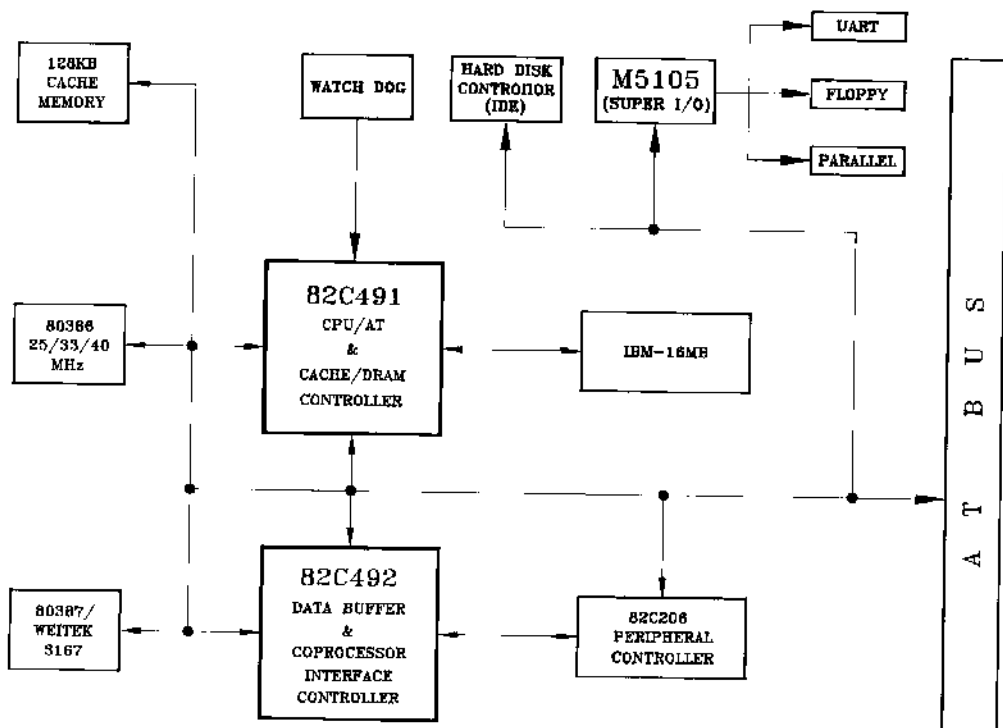 128KB
CACHE
MEMORY
WATCH DOG
HARD DISK
CONTROLLOR
(IDE)
M5105
(SUPER I/O)
UART
FLOPPY
PARALLEL
82C491
CPU/AT
&
CACHE/DRAM
CONTROLLER
80386
25/33/40
MHz
IBM-16MB
AT BUS
82C492
DATA BUFFER
&
COPROCESSOR
INTERFACE
CONTROLLER
80387/
WEITEK
3167
82C206
PERIPHERAL
CONTROLLER